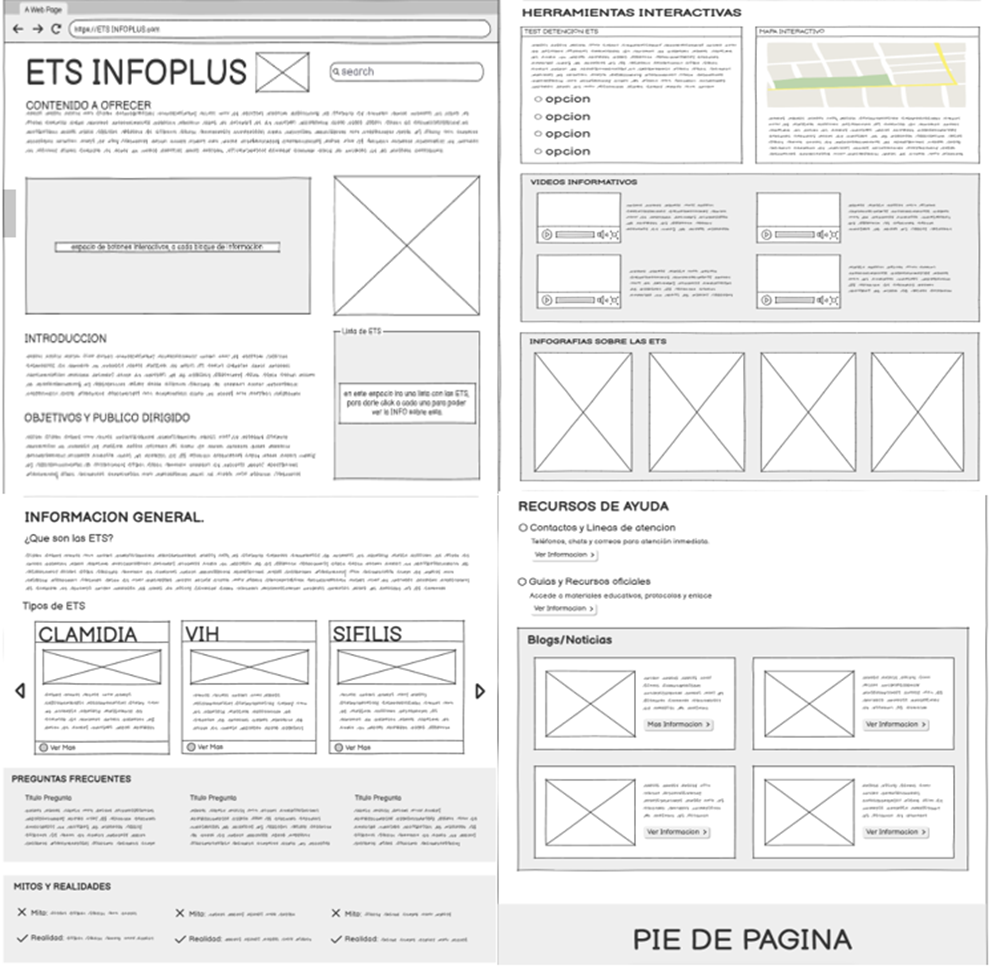 A Web Page
https://ETS INFOPLUS.com
ETS INFOPLUS
search
CONTENIDO A OFRECER
espacio de botones interactivos, a cada bloque de informacion
INTRODUCCION
Lista de ETS
en este espacio ira una lista con las ETS,
para darle click a cada una para poder
ver la INFO sobre esta.
OBJETIVOS Y PUBLICO DIRIGIDO
INFORMACION GENERAL.
¿Que son las ETS?
Tipos de ETS
CLAMIDIA
VIH
SIFILIS
Ver Mas
Ver Mas
Ver Mas
PREGUNTAS FRECUENTES
Titulo Pregunta
Titulo Pregunta
Titulo Pregunta
MITOS Y REALIDADES
Mito:
Mito:
Mito:
Realidad:
Realidad:
Realidad:
HERRAMIENTAS INTERACTIVAS
TEST DETENCION ETS
MAPA INTERACTIVO
opcion
opcion
opcion
opcion
VIDEOS INFORMATIVOS
INFOGRAFIAS SOBRE LAS ETS
RECURSOS DE AYUDA
Contactos y Lineas de atencion
Teléfonos, chats y correos para atención inmediata.
Ver Informacion >
Guias y Recursos oficiales
Accede a materiales educativos, protocolos y enlace
Ver Informacion >
Blogs/Noticias
Mas Informacion >
Ver Informacion >
Ver Informacion >
Ver Informacion >
PIE DE PAGINA